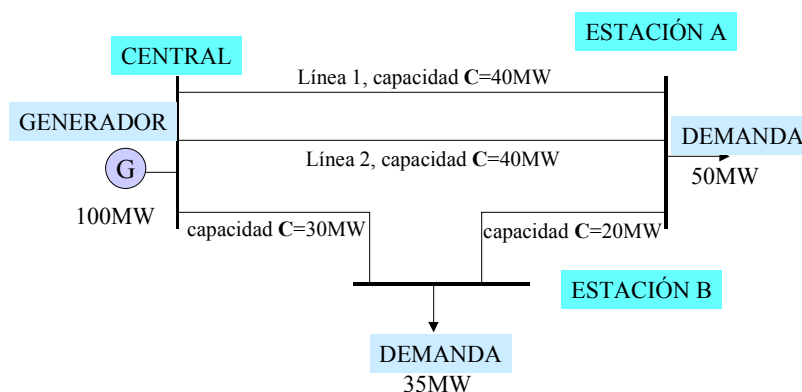 ESTACIÓN A
CENTRAL
Línea 1, capacidad C=40MW
GENERADOR
DEMANDA
Línea 2, capacidad C=40MW
G
50MW
100MW
capacidad C=30MW
capacidad C=20MW
ESTACIÓN B
DEMANDA
35MW